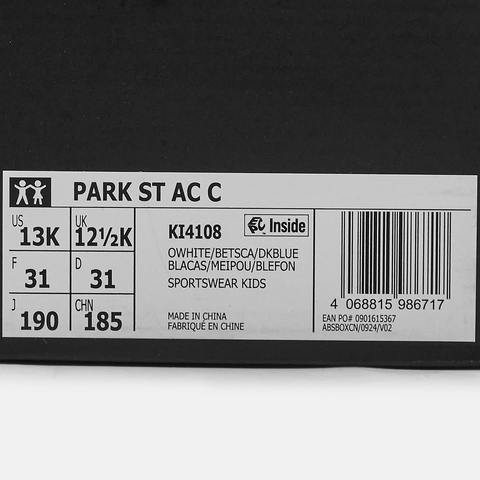 PARK ST AC C
US 13K UK 12½K
F 31 D 31
J 190 CHN 185
KI4108
Inside
OWHITE/BETSCA/DKBLUE
BLACAS/MEIPOU/BLEFON
SPORTSWEAR KIDS
MADE IN CHINA
FABRIQUÉ EN CHINE
4 068815 986717
EAN PO# 0901615367
ABSBOXCN/0924/V02